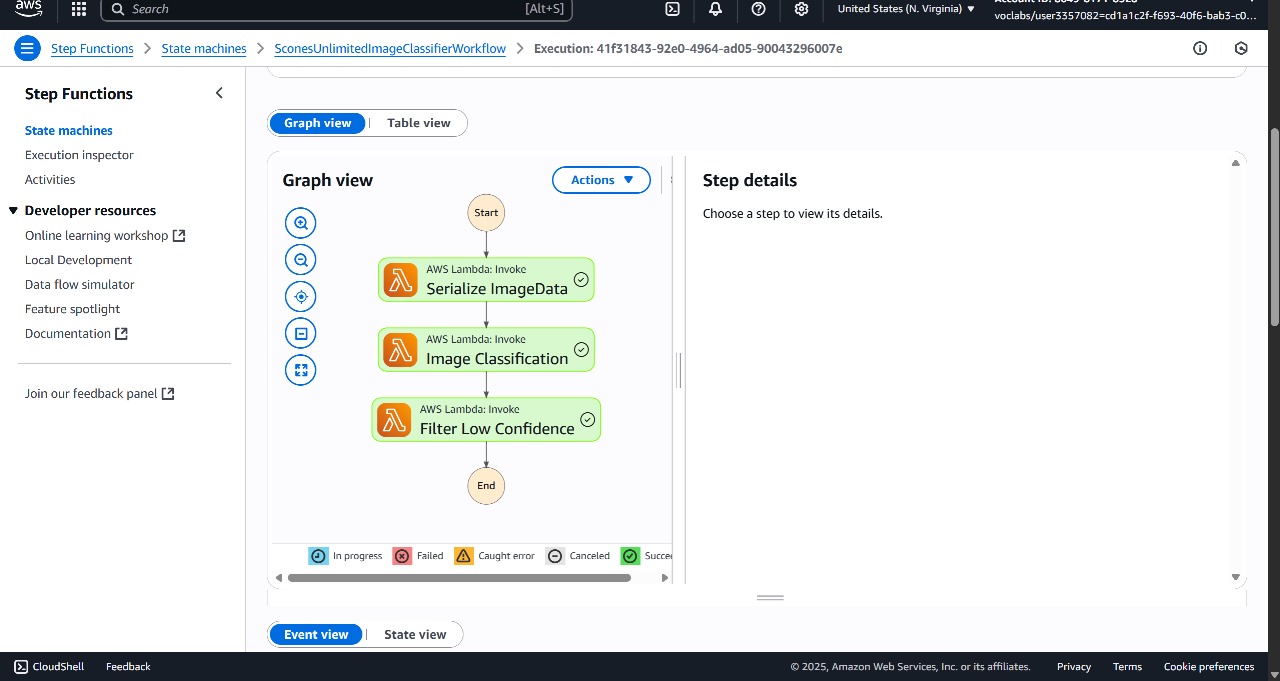 aws
Search
[Alt+S]
United States (N. Virginia)
voclabs/user3357082=cd1a1c2f-f693-40f6-bab3-c0...
Step Functions
State machines
SconesUnlimitedImageClassifierWorkflow
Execution: 41f31843-92e0-4964-ad05-90043296007e
Step Functions
State machines
Execution inspector
Activities
Developer resources
Online learning workshop
Local Development
Data flow simulator
Feature spotlight
Documentation
Join our feedback panel
Graph view
Table view
Graph view
Actions
Start
AWS Lambda: Invoke
Serialize ImageData
AWS Lambda: Invoke
Image Classification
AWS Lambda: Invoke
Filter Low Confidence
End
In progress
Failed
Caught error
Canceled
Step details
Choose a step to view its details.
Event view
State view
CloudShell
Feedback
© 2025, Amazon Web Services, Inc. or its affiliates.
Privacy
Terms
Cookie preferences